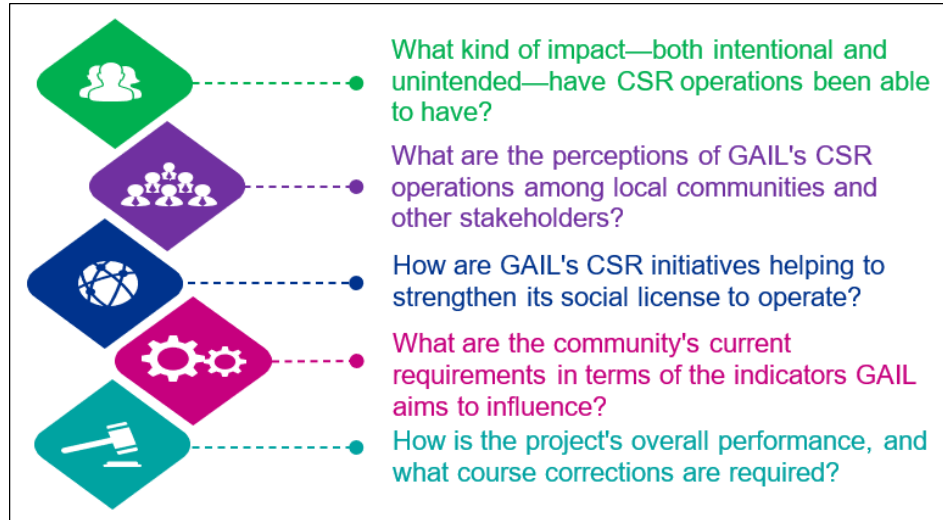 What kind of impact—both intentional and
unintended—have CSR operations been able
to have?
What are the perceptions of GAIL's CSR
operations among local communities and
other stakeholders?
How are GAIL's CSR initiatives helping to
strengthen its social license to operate?
What are the community's current
requirements in terms of the indicators GAIL
aims to influence?
How is the project's overall performance, and
what course corrections are required?